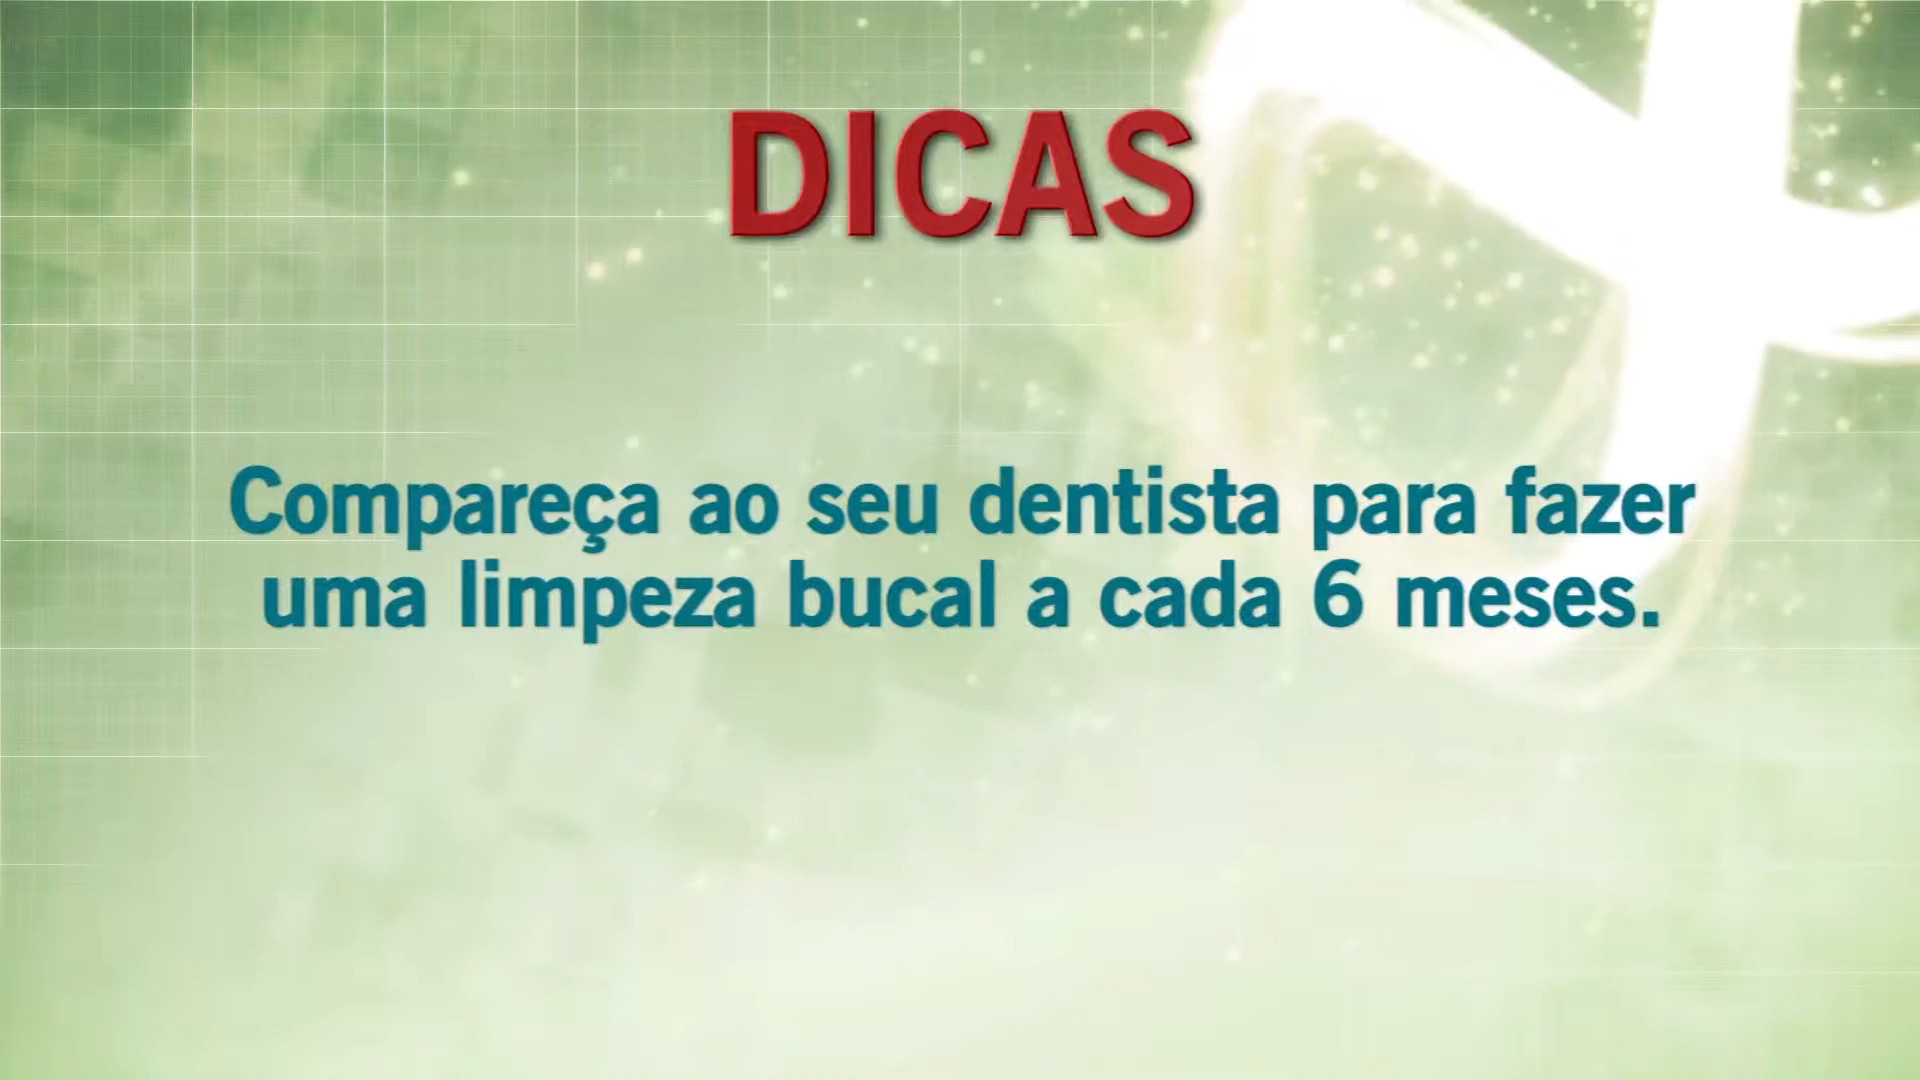 DICAS
Compareça ao seu dentista para fazer
uma limpeza bucal a cada 6 meses.